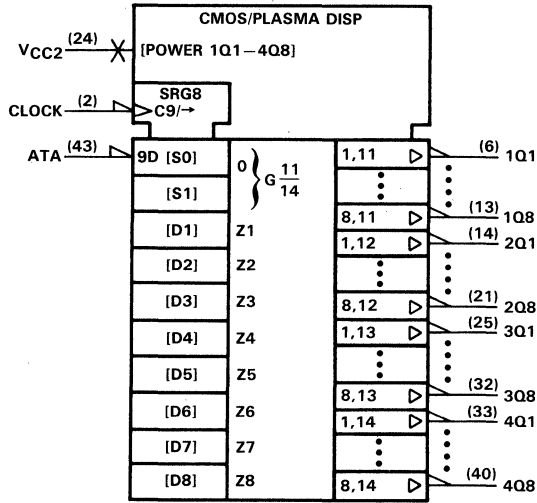 CMOS/PLASMA DISP
VCC2 (24) [POWER 1Q1–4Q8]
SRG8
CLOCK (2) C9/→
ATA (43) 9D [S0] 0 } G 11/14 1,11 ▷ (6) 1Q1
[S1]
8,11 ▷ (13) 1Q8
[D1] Z1 1,12 ▷ (14) 2Q1
[D2] Z2
[D3] Z3 8,12 ▷ (21) 2Q8
[D4] Z4 1,13 ▷ (25) 3Q1
[D5] Z5
8,13 ▷ (32) 3Q8
[D6] Z6 1,14 ▷ (33) 4Q1
[D7] Z7
[D8] Z8 8,14 ▷ (40) 4Q8